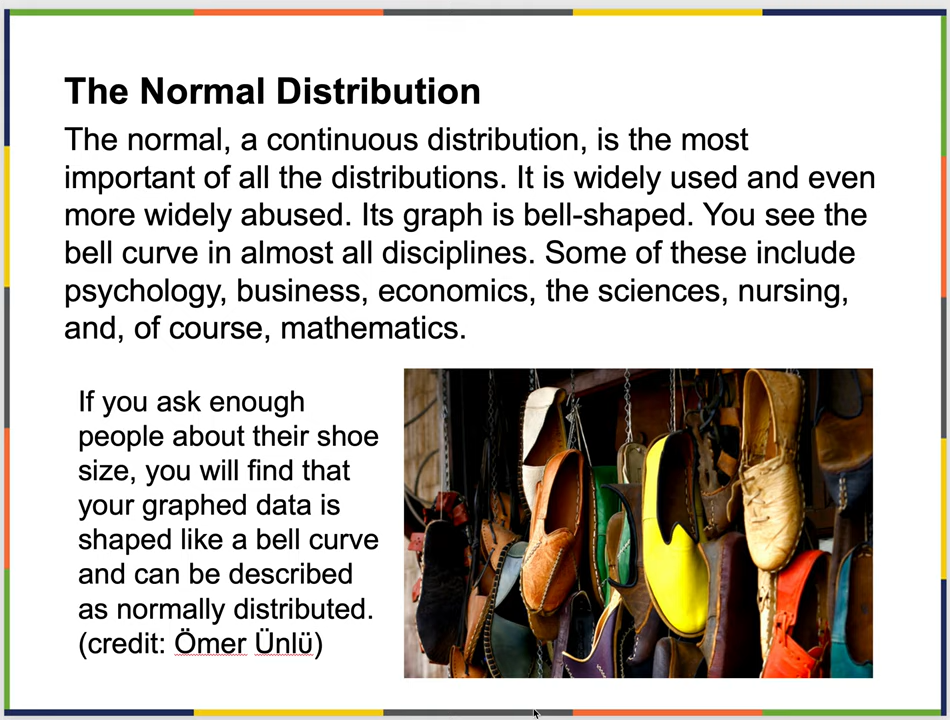 The Normal Distribution
The normal, a continuous distribution, is the most
important of all the distributions. It is widely used and even
more widely abused. Its graph is bell-shaped. You see the
bell curve in almost all disciplines. Some of these include
psychology, business, economics, the sciences, nursing,
and, of course, mathematics.
If you ask enough
people about their shoe
size, you will find that
your graphed data is
shaped like a bell curve
and can be described
as normally distributed.
(credit: Ömer Ünlü)